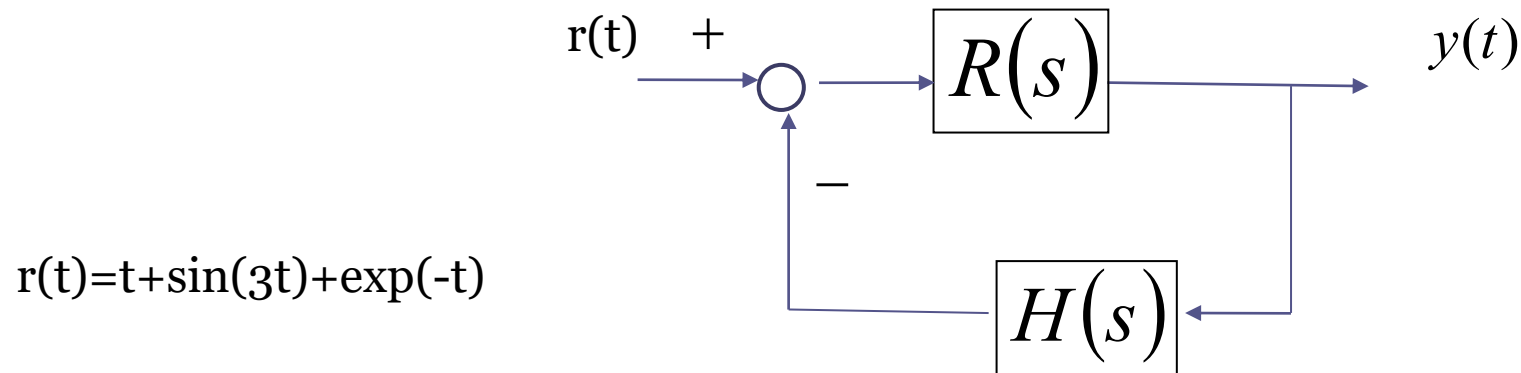 r(t) + R(s) y(t)
−
r(t)=t+sin(3t)+exp(-t)
H(s)